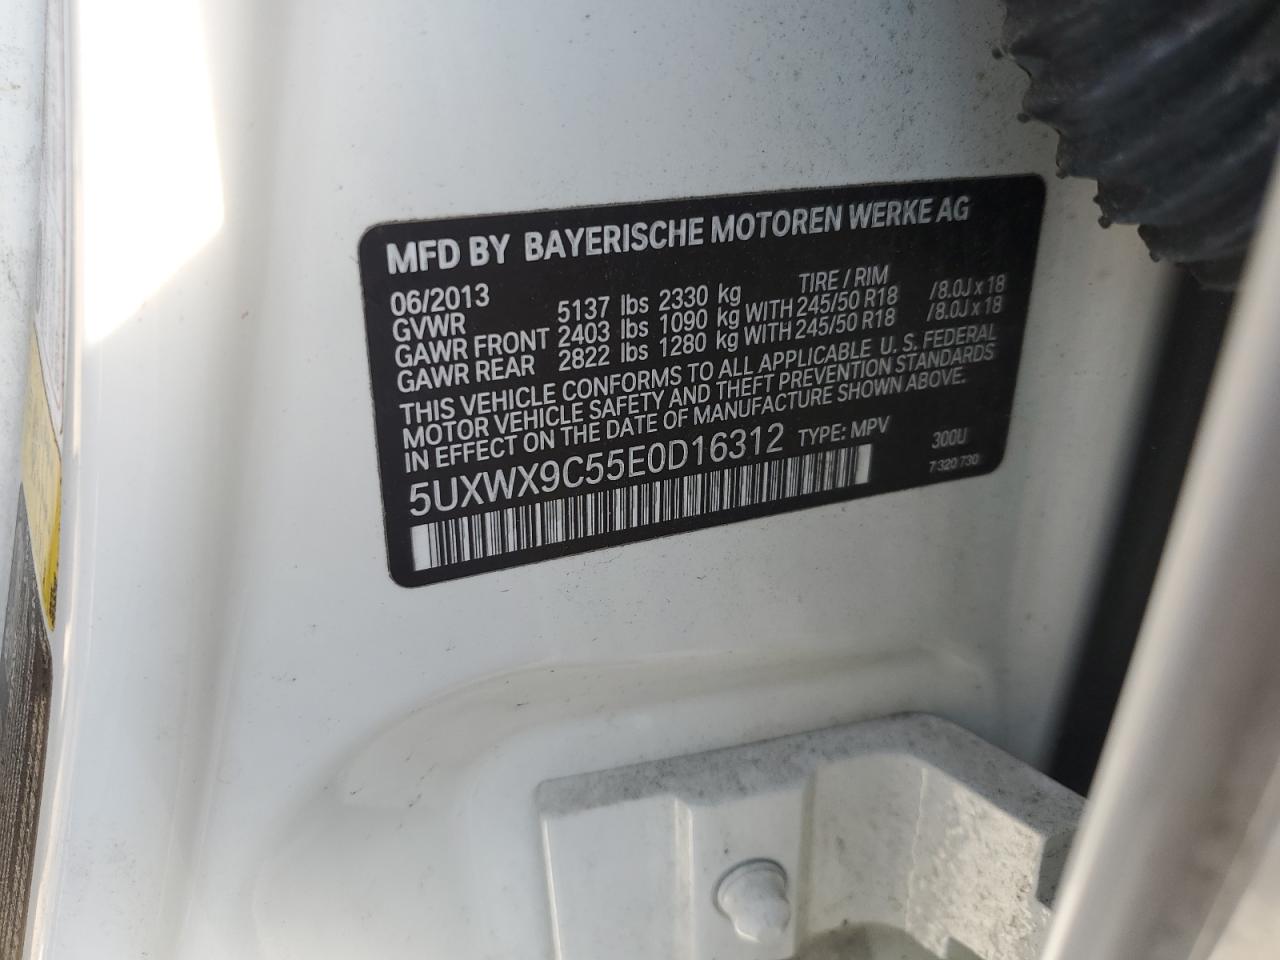 MFD BY BAYERISCHE MOTOREN WERKE AG
06/2013 TIRE / RIM
GVWR 5137 lbs 2330 kg
GAWR FRONT 2403 lbs 1090 kg WITH 245/50 R18 /8.0J x 18
GAWR REAR 2822 lbs 1280 kg WITH 245/50 R18 /8.0J x 18
THIS VEHICLE CONFORMS TO ALL APPLICABLE U. S. FEDERAL
MOTOR VEHICLE SAFETY AND THEFT PREVENTION STANDARDS
IN EFFECT ON THE DATE OF MANUFACTURE SHOWN ABOVE.
5UXWX9C55E0D16312 TYPE: MPV 300U
7 320 730